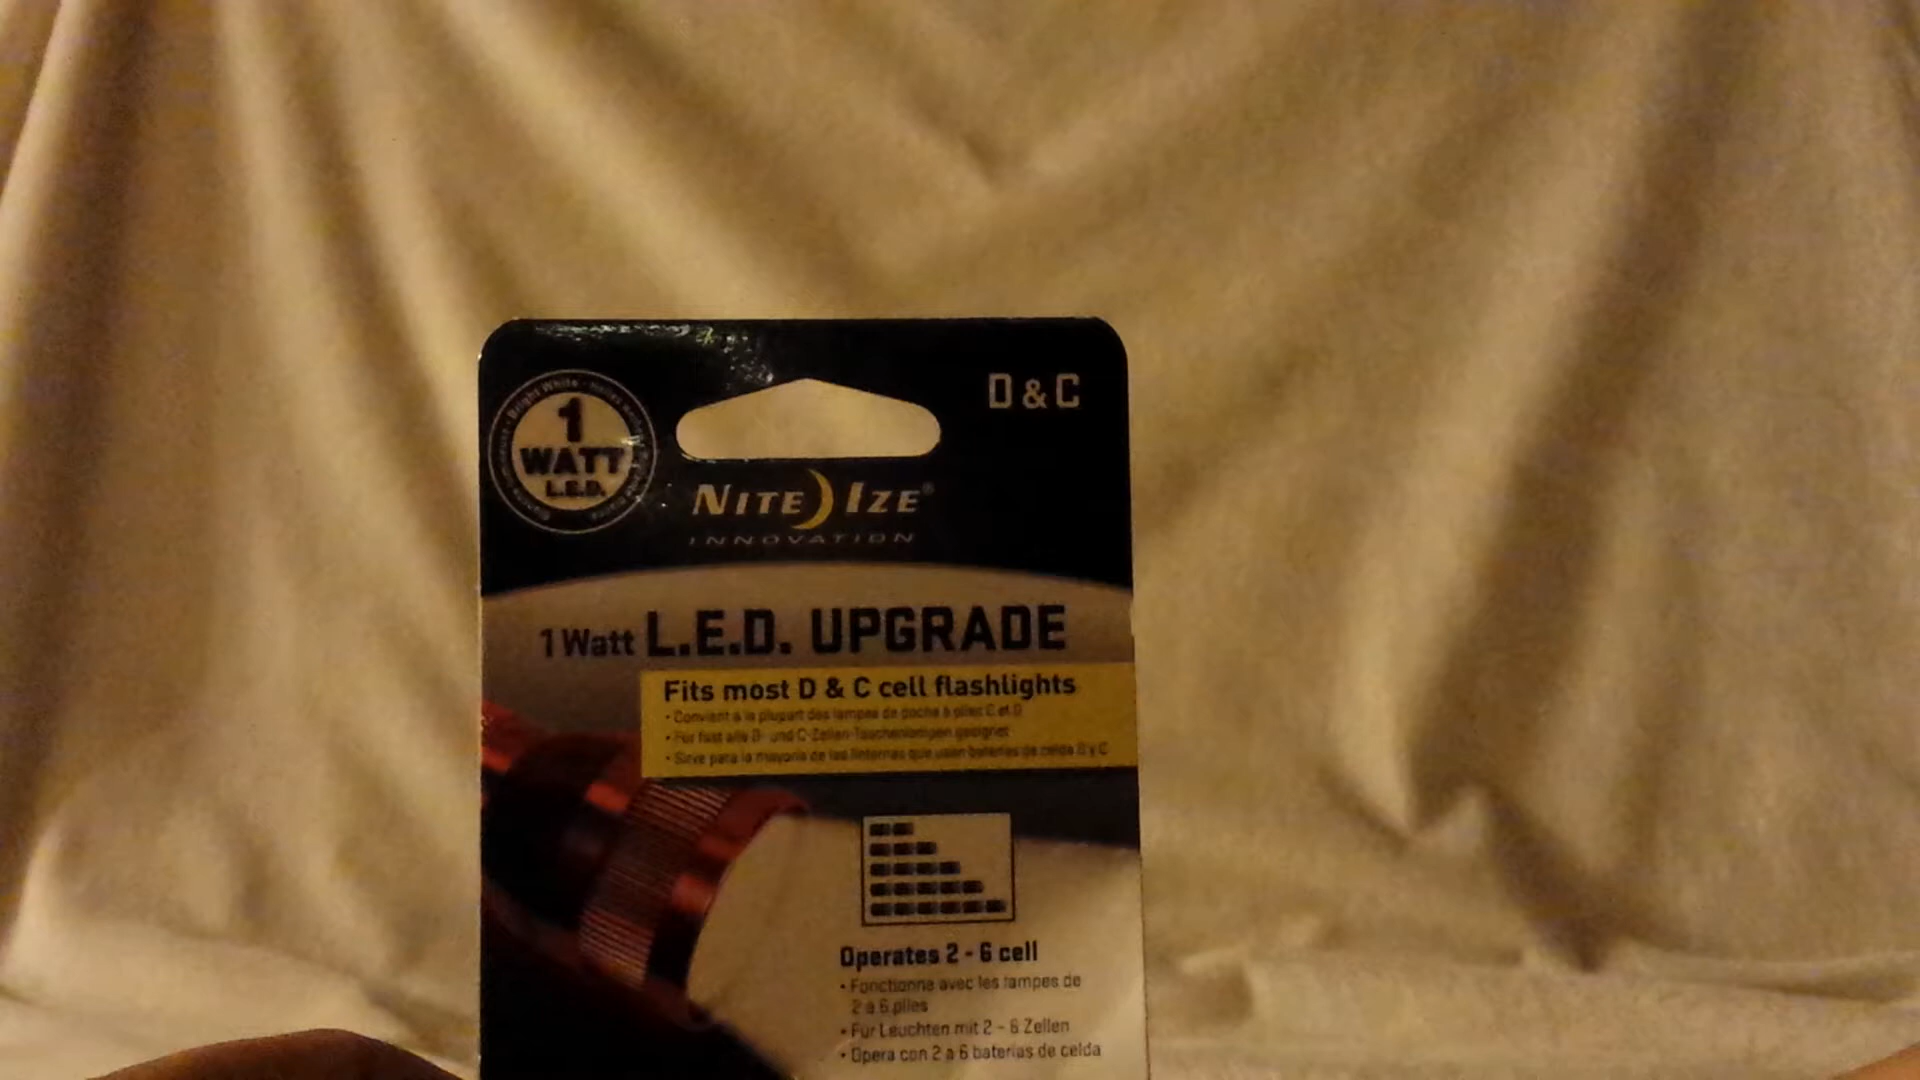 D & C
Bright White
1
WATT
L.E.D.
NITE IZE®
INNOVATION
1 Watt L.E.D. UPGRADE
Fits most D & C cell flashlights
• Convient à la plupart des lampes de poche à piles C et D
• Für fast alle D- und C-Zellen-Taschenlampen geeignet
• Sirve para la mayoría de las linternas que usan baterías de celda D y C
Operates 2 - 6 cell
• Fonctionne avec les lampes de
2 à 6 piles
• Für Leuchten mit 2 - 6 Zellen
• Opera con 2 a 6 baterías de celda